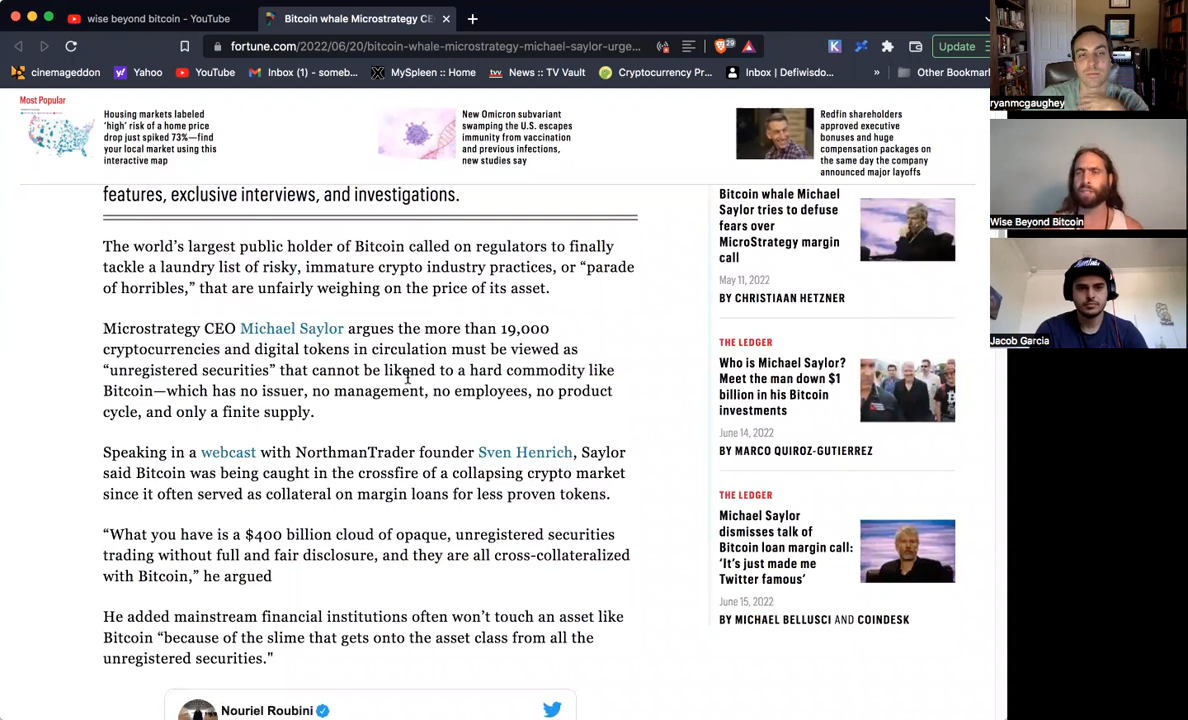 wise beyond bitcoin - YouTube
Bitcoin whale Microstrategy CE
fortune.com/2022/06/20/bitcoin-whale-microstrategy-michael-saylor-urge...
29
Update
cinemageddon
Yahoo
YouTube
Inbox (1) - someb...
MySpleen :: Home
News :: TV Vault
Cryptocurrency Pr...
Inbox | Defiwisdo...
»
Other Bookmar
Most Popular
Housing markets labeled
‘high’ risk of a home price
drop just spiked 73%—find
your local market using this
interactive map
New Omicron subvariant
swamping the U.S. escapes
immunity from vaccination
and previous infections,
new studies say
Redfin shareholders
approved executive
bonuses and huge
compensation packages on
the same day the company
announced major layoffs
features, exclusive interviews, and investigations.
The world’s largest public holder of Bitcoin called on regulators to finally
tackle a laundry list of risky, immature crypto industry practices, or “parade
of horribles,” that are unfairly weighing on the price of its asset.
Microstrategy CEO Michael Saylor argues the more than 19,000
cryptocurrencies and digital tokens in circulation must be viewed as
“unregistered securities” that cannot be likened to a hard commodity like
Bitcoin—which has no issuer, no management, no employees, no product
cycle, and only a finite supply.
Speaking in a webcast with NorthmanTrader founder Sven Henrich, Saylor
said Bitcoin was being caught in the crossfire of a collapsing crypto market
since it often served as collateral on margin loans for less proven tokens.
“What you have is a $400 billion cloud of opaque, unregistered securities
trading without full and fair disclosure, and they are all cross-collateralized
with Bitcoin,” he argued
He added mainstream financial institutions often won’t touch an asset like
Bitcoin “because of the slime that gets onto the asset class from all the
unregistered securities."
Nouriel Roubini
Bitcoin whale Michael
Saylor tries to defuse
fears over
MicroStrategy margin
call
May 11, 2022
BY CHRISTIAAN HETZNER
THE LEDGER
Who is Michael Saylor?
Meet the man down $1
billion in his Bitcoin
investments
June 14, 2022
BY MARCO QUIROZ-GUTIERREZ
THE LEDGER
Michael Saylor
dismisses talk of
Bitcoin loan margin call:
‘It’s just made me
Twitter famous’
June 15, 2022
BY MICHAEL BELLUSCI AND COINDESK
ryanmcgaughey
Wise Beyond Bitcoin
Jacob Garcia